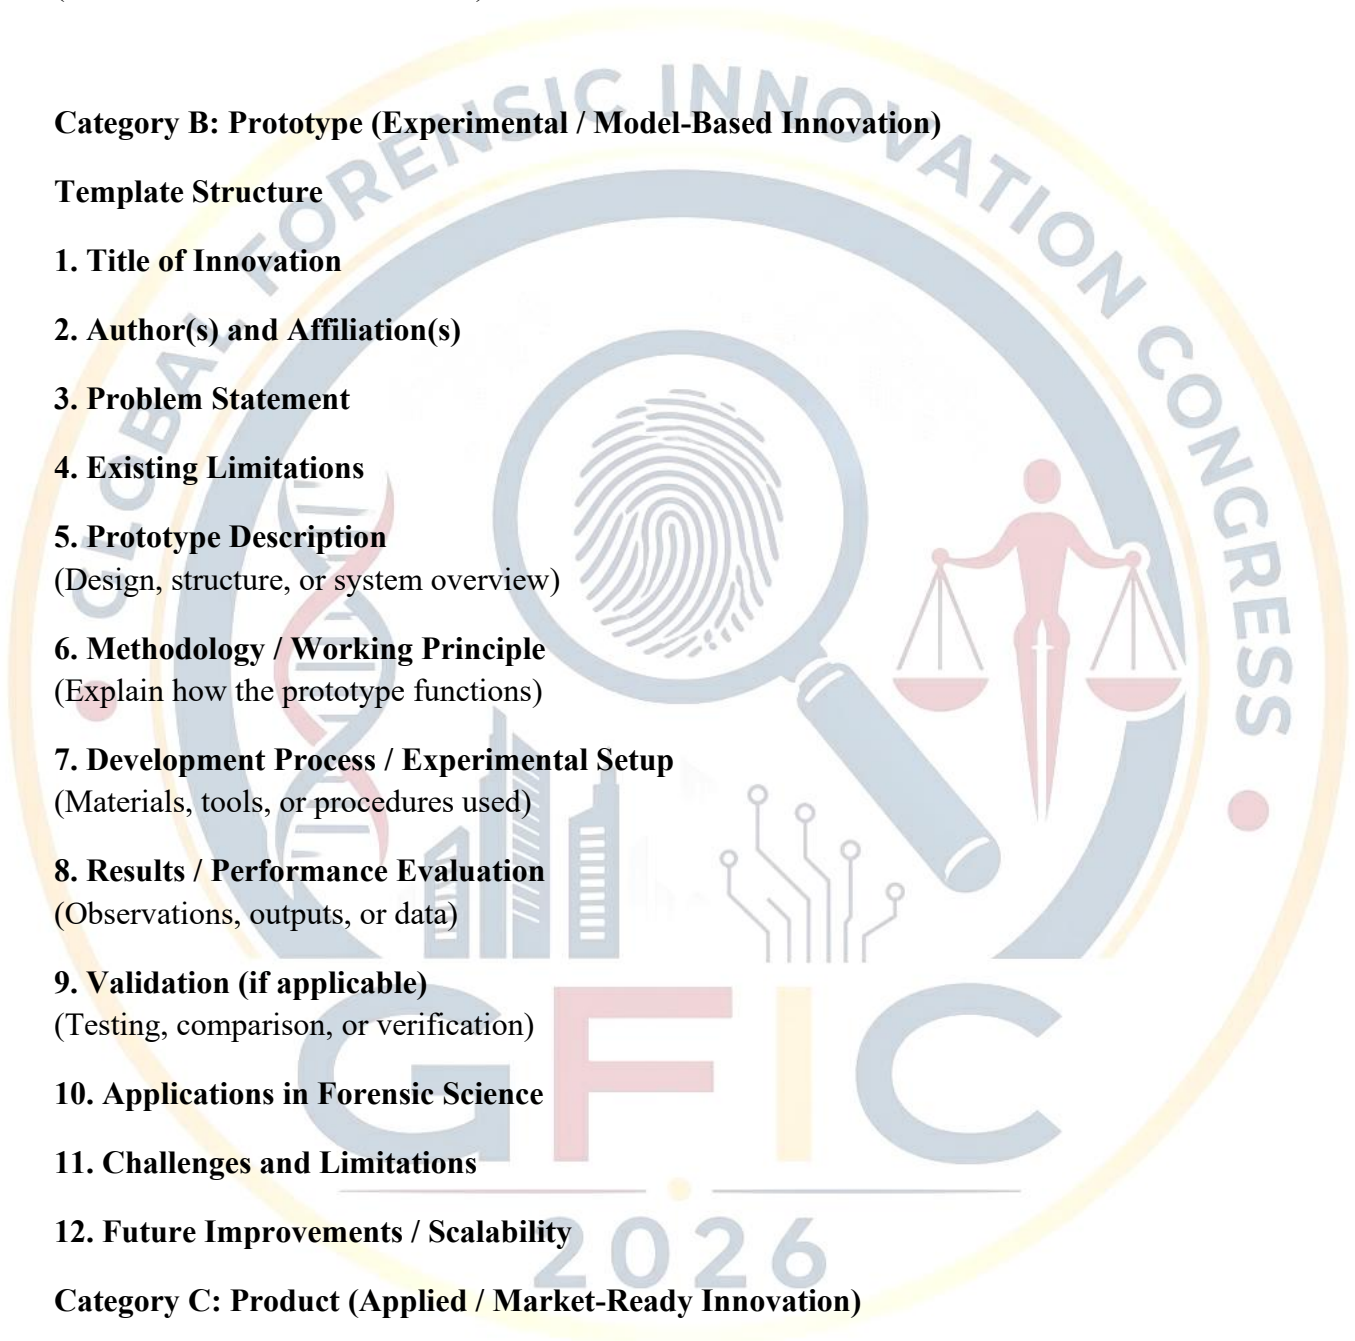 Category B: Prototype (Experimental / Model-Based Innovation)
Template Structure
1. Title of Innovation
2. Author(s) and Affiliation(s)
3. Problem Statement
4. Existing Limitations
5. Prototype Description
(Design, structure, or system overview)
6. Methodology / Working Principle
(Explain how the prototype functions)
7. Development Process / Experimental Setup
(Materials, tools, or procedures used)
8. Results / Performance Evaluation
(Observations, outputs, or data)
9. Validation (if applicable)
(Testing, comparison, or verification)
10. Applications in Forensic Science
11. Challenges and Limitations
12. Future Improvements / Scalability
Category C: Product (Applied / Market-Ready Innovation)
GLOBAL FORENSIC INNOVATION CONGRESS
GFIC
2026